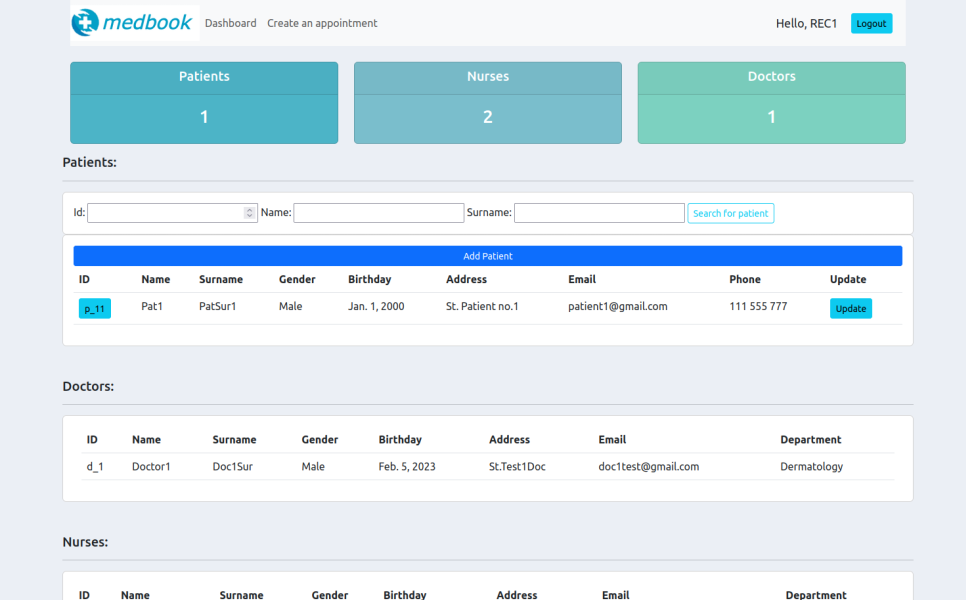 medbook Dashboard Create an appointment Hello, REC1 Logout
Patients Nurses Doctors
1 2 1
Patients:
Id: Name: Surname: Search for patient
Add Patient
ID Name Surname Gender Birthday Address Email Phone Update
p_11 Pat1 PatSur1 Male Jan. 1, 2000 St. Patient no.1 patient1@gmail.com 111 555 777 Update
Doctors:
ID Name Surname Gender Birthday Address Email Department
d_1 Doctor1 Doc1Sur Male Feb. 5, 2023 St.Test1Doc doc1test@gmail.com Dermatology
Nurses:
ID Name Surname Gender Birthday Address Email Department